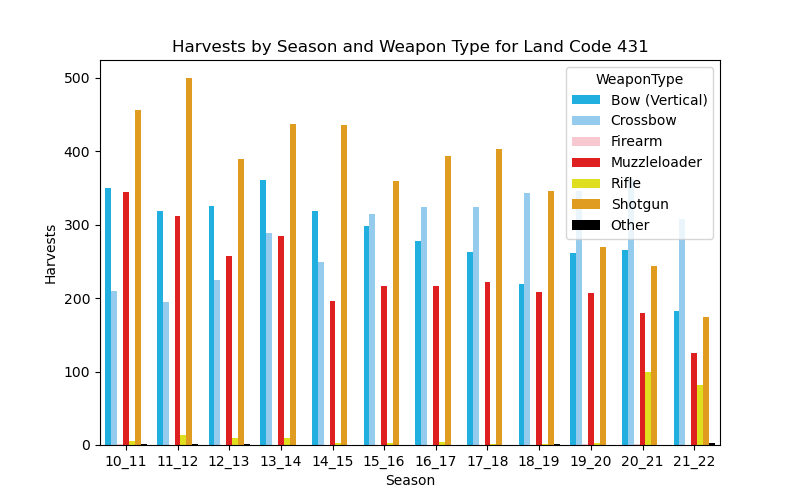 Harvests by Season and Weapon Type for Land Code 431
500
400
300
200
100
0
Harvests
WeaponType
Bow (Vertical)
Crossbow
Firearm
Muzzleloader
Rifle
Shotgun
Other
10_11 11_12 12_13 13_14 14_15 15_16 16_17 17_18 18_19 19_20 20_21 21_22
Season